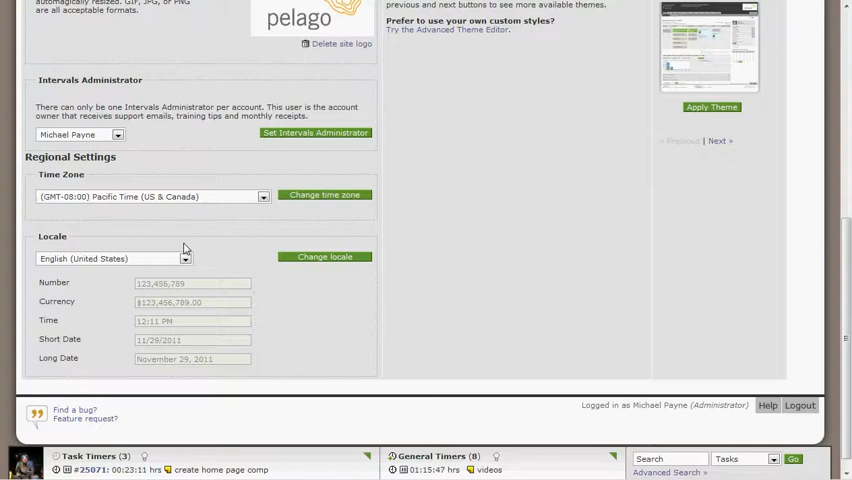 automatically resized. GIF, JPG, or PNG
are all acceptable formats.
pelago
Delete site logo
previous and next buttons to see more available themes.
Prefer to use your own custom styles?
Try the Advanced Theme Editor.
Apply Theme
« Previous | Next »
Intervals Administrator
There can only be one Intervals Administrator per account. This user is the account
owner that receives support emails, training tips and monthly receipts.
Michael Payne
Set Intervals Administrator
Regional Settings
Time Zone
(GMT-08:00) Pacific Time (US & Canada)
Change time zone
Locale
English (United States)
Change locale
Number 123,456,789
Currency $123,456,789.00
Time 12:11 PM
Short Date 11/29/2011
Long Date November 29, 2011
Find a bug?
Feature request?
Logged in as Michael Payne (Administrator) Help Logout
Task Timers (3)
#25071: 00:23:11 hrs create home page comp
General Timers (8)
01:15:47 hrs videos
Search Tasks Go
Advanced Search »